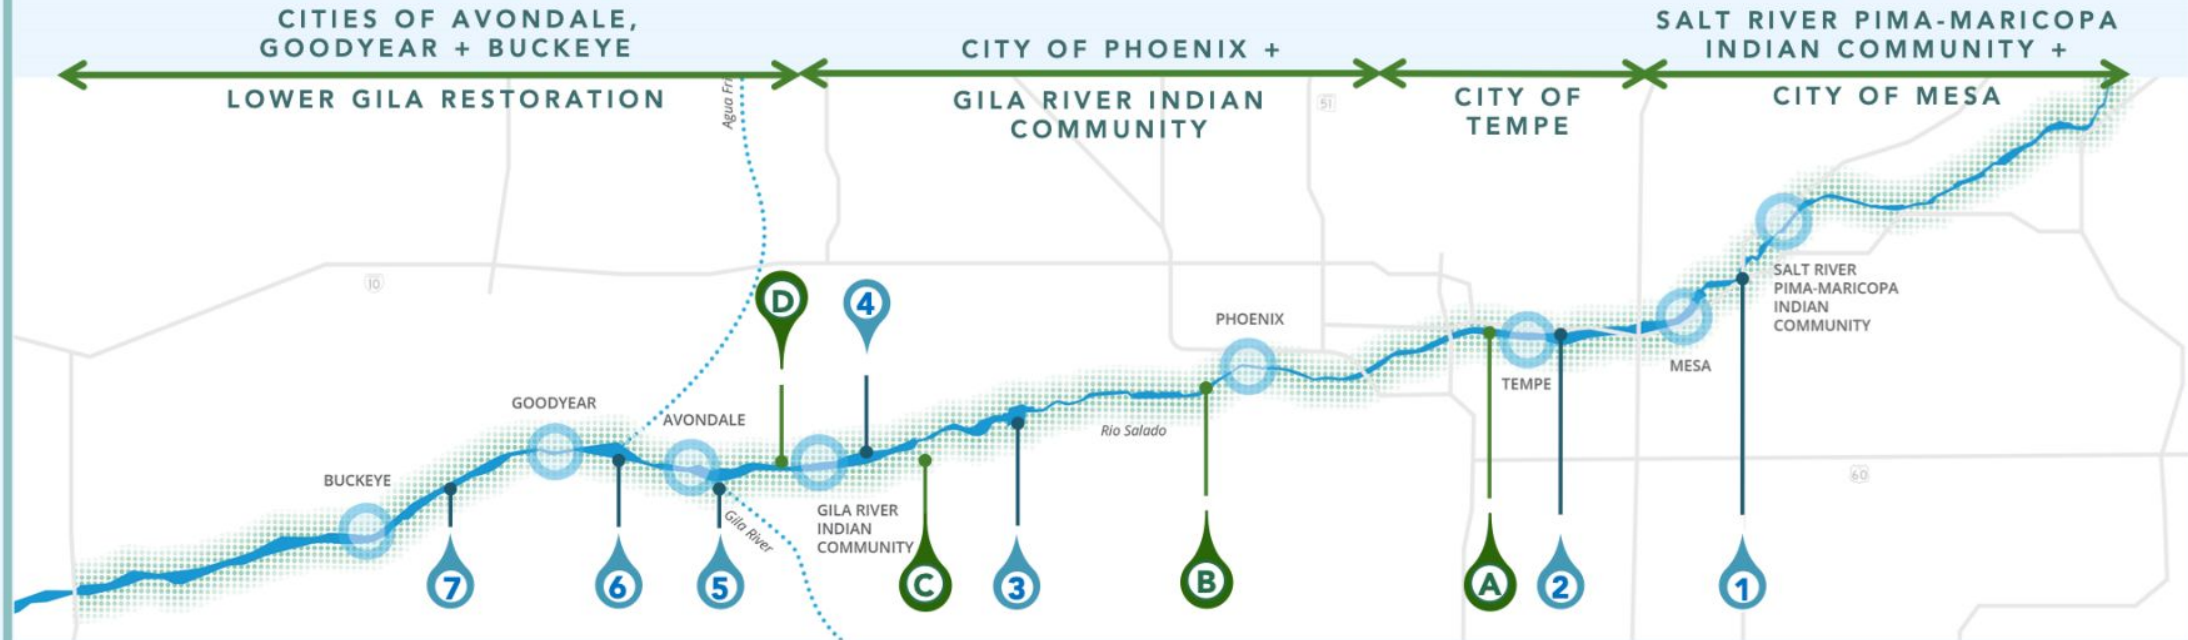 CITIES OF AVONDALE,
GOODYEAR + BUCKEYE
LOWER GILA RESTORATION
CITY OF PHOENIX +
GILA RIVER INDIAN
COMMUNITY
CITY OF
TEMPE
SALT RIVER PIMA-MARICOPA
INDIAN COMMUNITY +
CITY OF MESA
Agua Fri
51
10
D
4
SALT RIVER
PIMA-MARICOPA
INDIAN
COMMUNITY
PHOENIX
MESA
TEMPE
GOODYEAR
AVONDALE
Rio Salado
BUCKEYE
60
GILA RIVER
INDIAN
COMMUNITY
Gila River
7
6
5
C
3
B
A
2
1